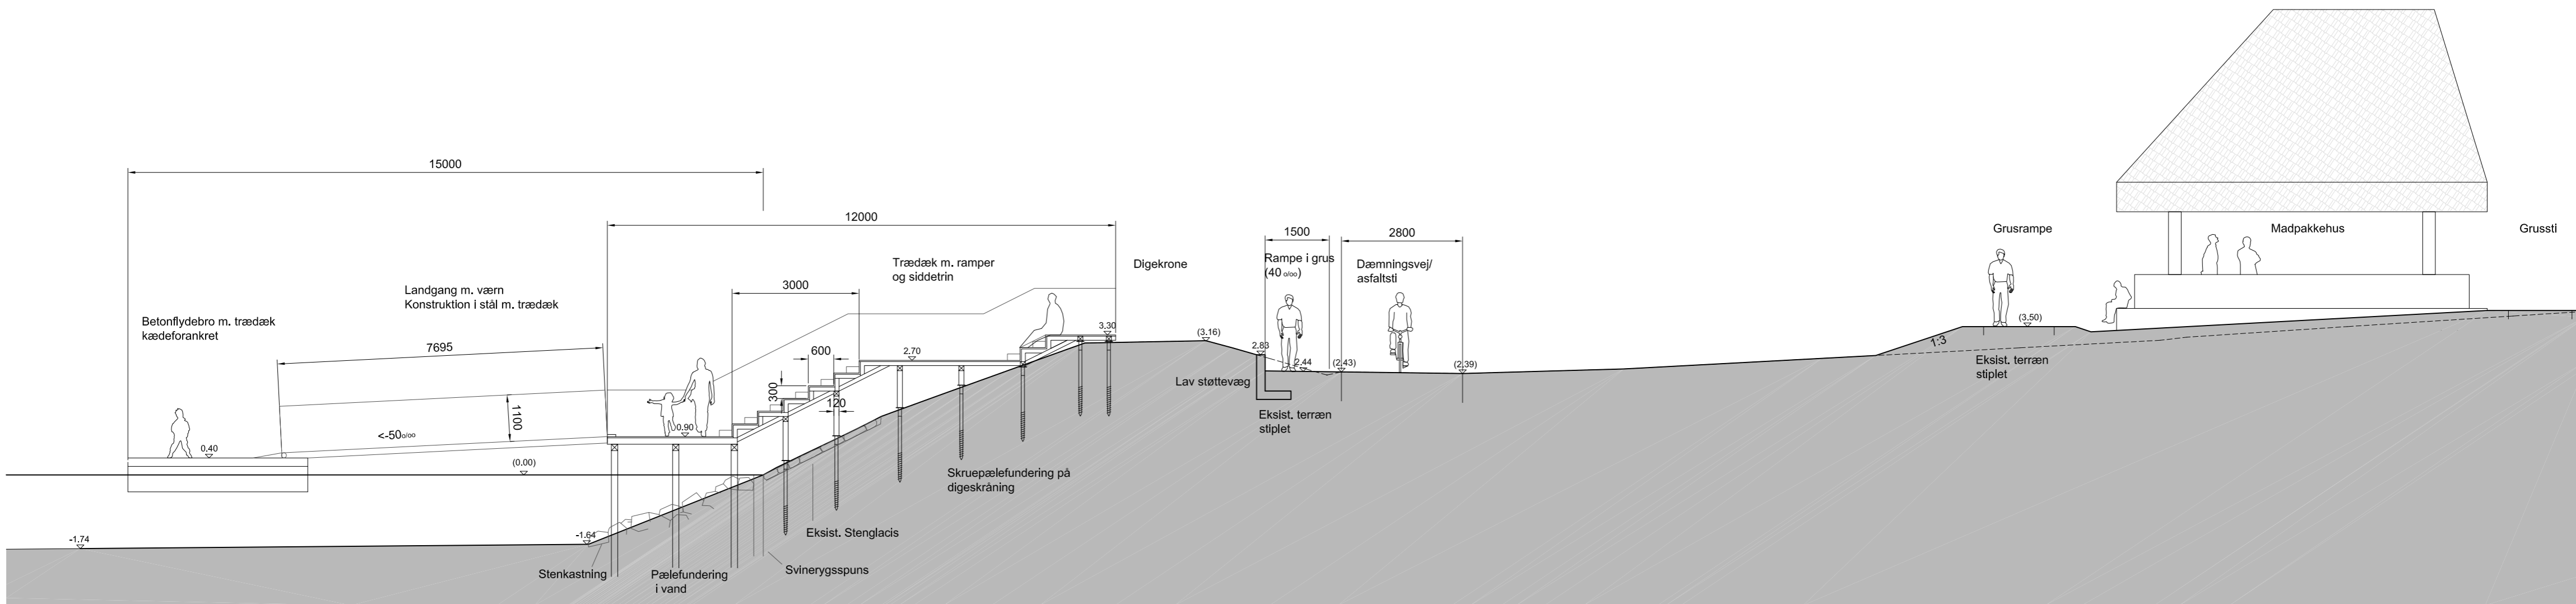 15000
12000
Grusrampe
Madpakkehus
Grussti
1500
2800
Trædæk m. ramper
og siddetrin
Digekrone
Rampe i grus
(40 o/oo)
Dæmningsvej/
asfaltsti
3000
Landgang m. værn
Konstruktion i stål m. trædæk
Betonflydebro m. trædæk
kædeforankret
7695
600
2.70
3.30
(3.16)
2.83
2.44
(2.43)
(2.39)
(3.50)
1:3
Eksist. terræn
stiplet
300
120
1100
Lav støttevæg
Eksist. terræn
stiplet
<-50o/oo
0.90
0.40
(0.00)
Skruepælefundering på
digeskråning
-1.74
-1.64
Eksist. Stenglacis
Stenkastning
Pælefundering
i vand
Svinerygsspuns